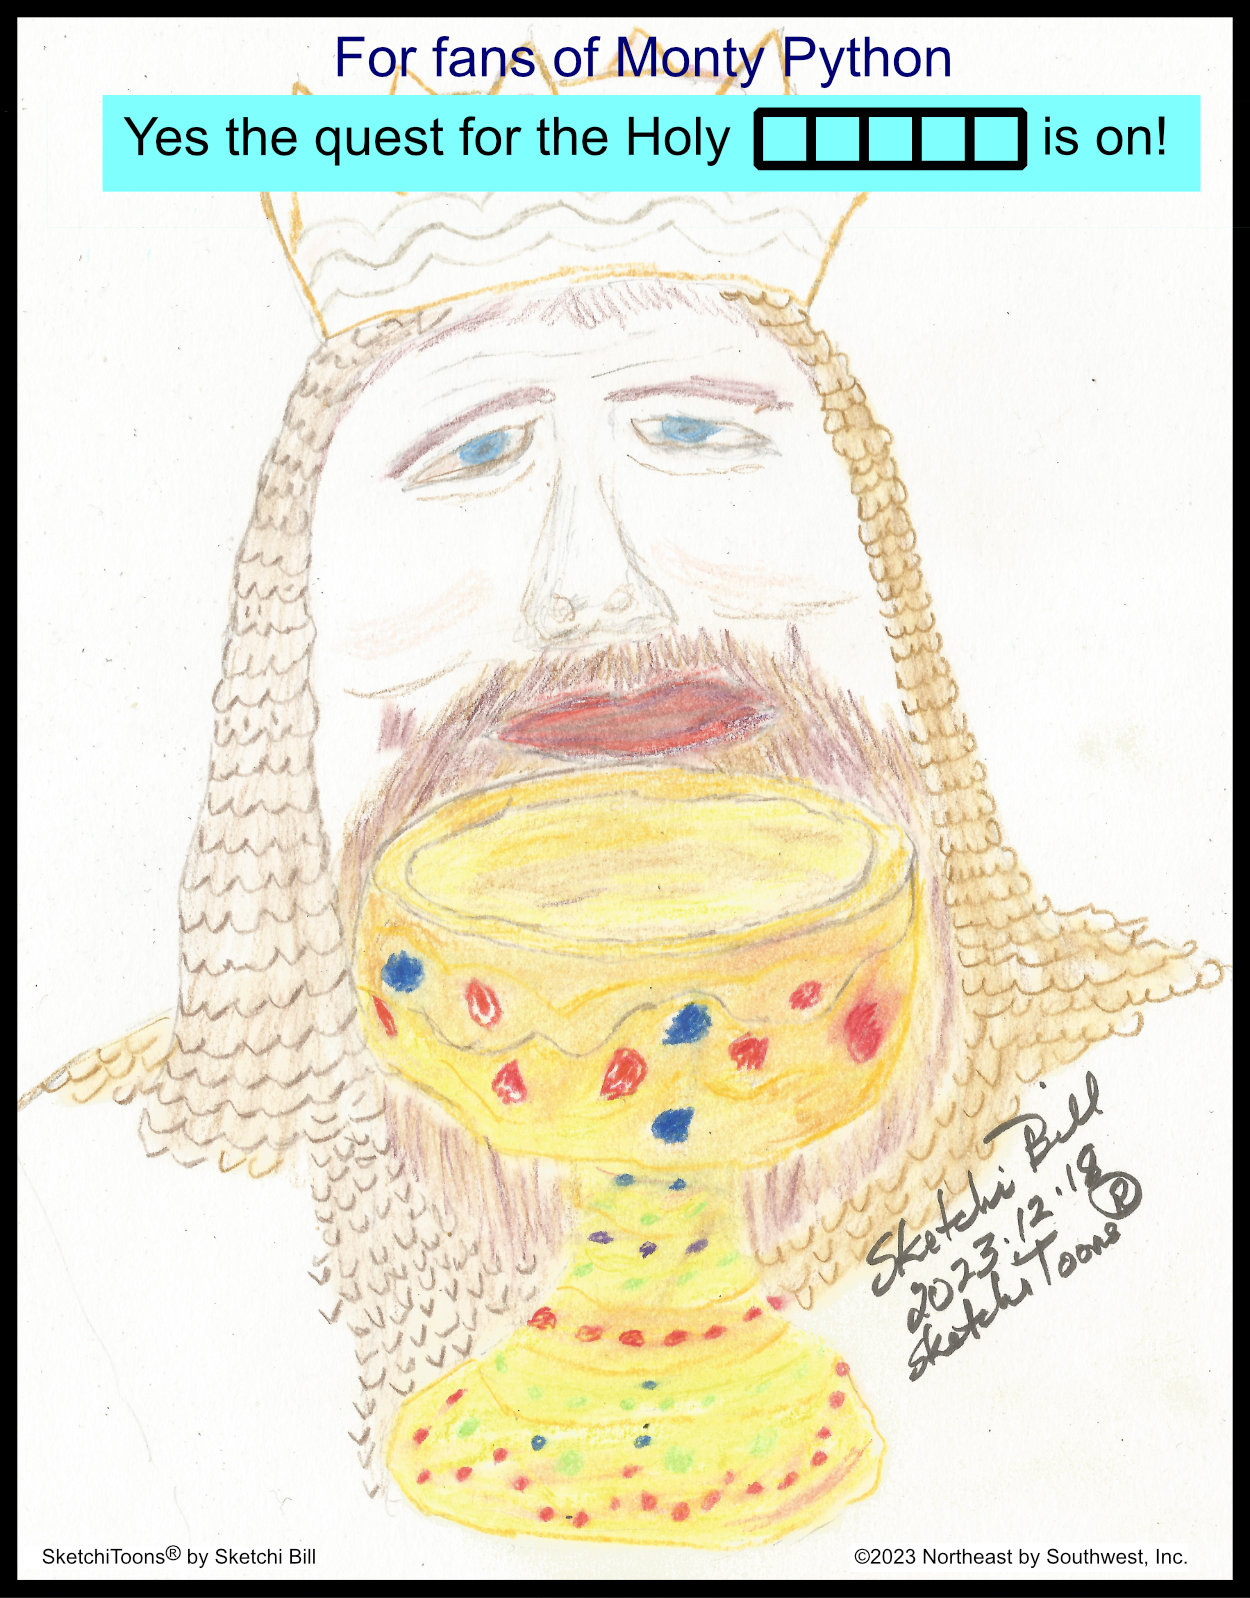 For fans of Monty Python
Yes the quest for the Holy is on!
Sketchi Bill
2023.12.18
SketchiToons®
SketchiToons® by Sketchi Bill
©2023 Northeast by Southwest, Inc.